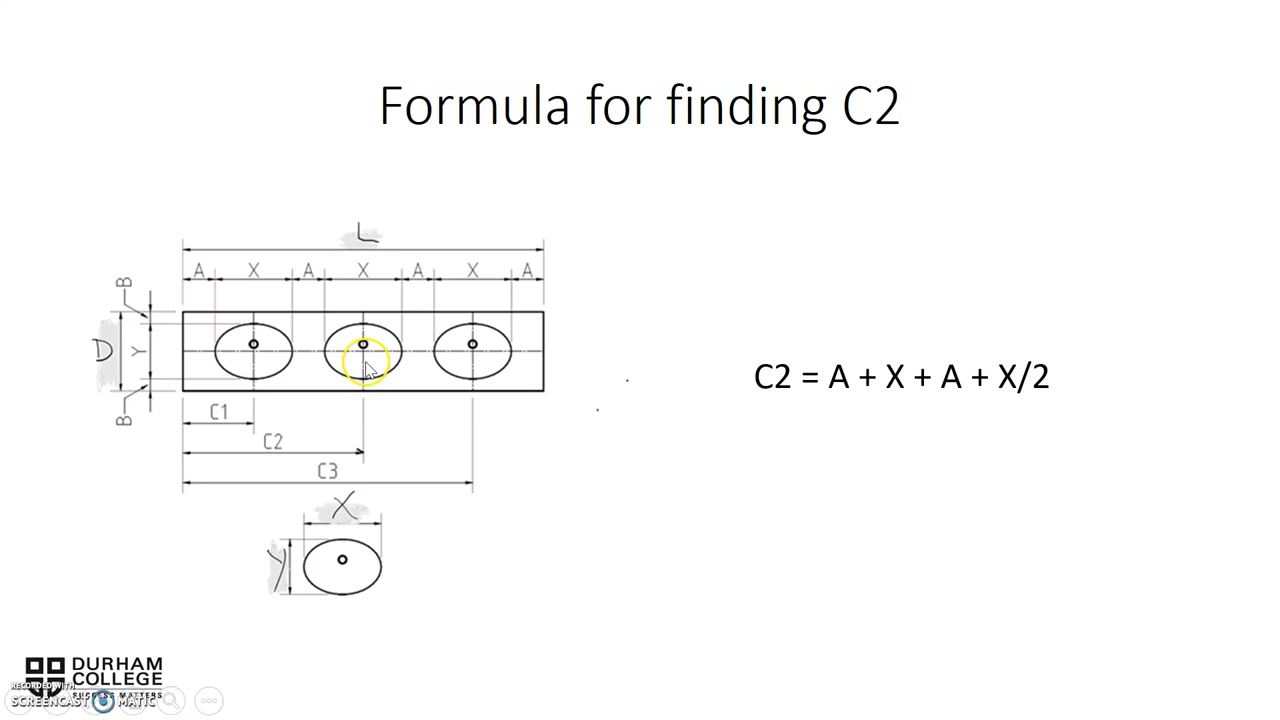 Formula for finding C2
L
A X A X A X A
B
D
Y
B
C1
C2
C3
X
Y
C2 = A + X + A + X/2
DURHAM
COLLEGE
SUCCESS MATTERS
RECORDED WITH
SCREENCAST MATIC